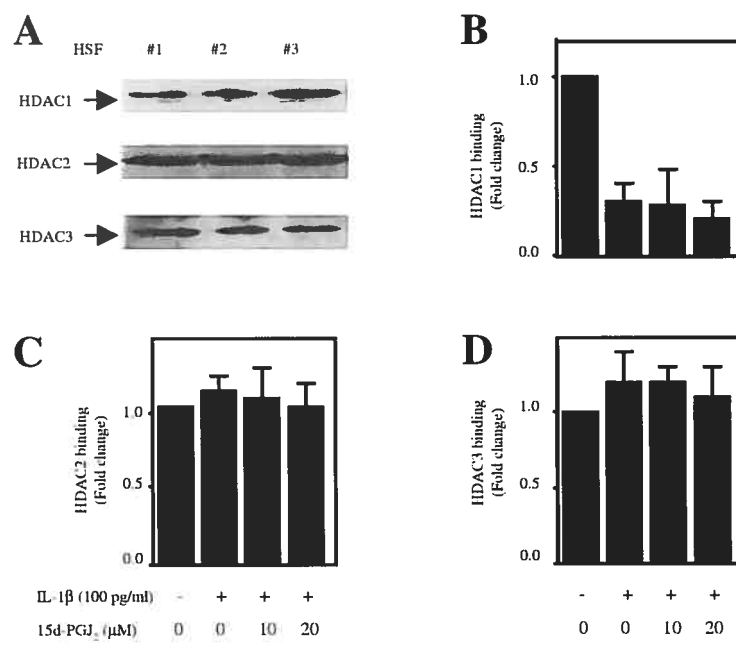 A
HSF #1 #2 #3
HDAC1
HDAC2
HDAC3
B
HDAC1 binding
(Fold change)
1.0
0.5
0.0
C
HDAC2 binding
(Fold change)
1.0
0.5
0.0
D
HDAC3 binding
(Fold change)
1.0
0.5
0.0
IL-1β (100 pg/ml) - + + +
15d-PGJ2 (μM) 0 0 10 20
- + + +
0 0 10 20